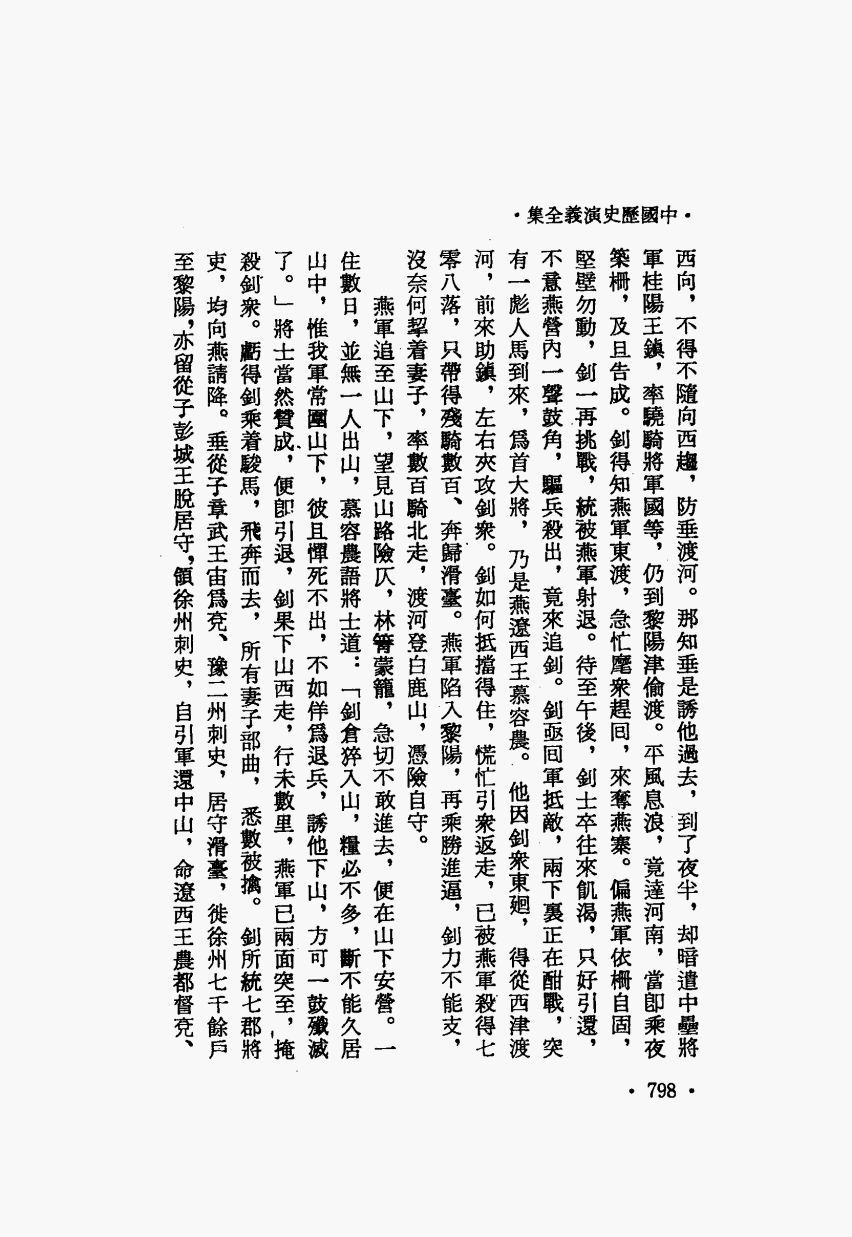 ·中國歷史演義全集·
西向，不得不隨向西趨，防垂渡河。那知垂是誘他過去，到了夜半，却暗遣中壘將
軍桂陽王鎮，率驍騎將軍國等，仍到黎陽津偷渡。平風息浪，竟達河南，當卽乘夜
築柵，及旦告成。釗得知燕軍東渡，急忙麾衆趕回，來奪燕寨。偏燕軍依柵自固，
堅壁勿動，釗一再挑戰，統被燕軍射退。待至午後，釗士卒往來飢渴，只好引還，
不意燕營內一聲鼓角，驅兵殺出，竟來追釗。釗亟回軍抵敵，兩下裏正在酣戰，突
有一彪人馬到來，爲首大將，乃是燕遼西王慕容農。他因釗衆東廻，得從西津渡
河，前來助鎮，左右夾攻釗衆。釗如何抵擋得住，慌忙引衆返走，已被燕軍殺得七
零八落，只帶得殘騎數百、奔歸滑臺。燕軍陷入黎陽，再乘勝進逼，釗力不能支，
沒奈何挈着妻子，率數百騎北走，渡河登白鹿山，憑險自守。
燕軍追至山下，望見山路險仄，林箐蒙籠，急切不敢進去，便在山下安營。一
住數日，並無一人出山，慕容農語將士道：「釗倉猝入山，糧必不多，斷不能久居
山中，惟我軍常圍山下，彼且憚死不出，不如佯爲退兵，誘他下山，方可一鼓殲滅
了。」將士當然贊成，便卽引退，釗果下山西走，行未數里，燕軍已兩面突至，掩
殺釗衆。虧得釗乘着駿馬，飛奔而去，所有妻子部曲，悉數被擒。釗所統七郡將
吏，均向燕請降。垂從子章武王宙爲兗、豫二州刺史，居守滑臺，徙徐州七千餘戶
至黎陽，亦留從子彭城王脫居守，領徐州刺史，自引軍還中山，命遼西王農都督兗、
·798·